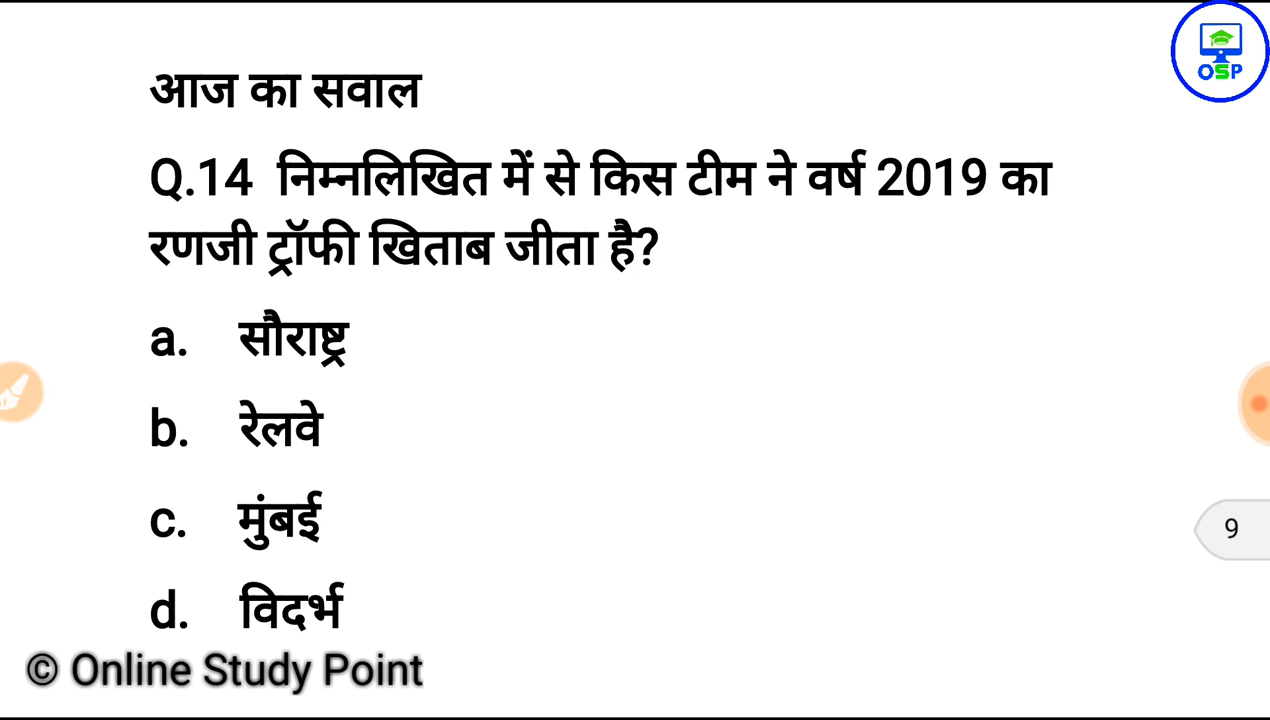 OSP
आज का सवाल
Q.14 निम्नलिखित में से किस टीम ने वर्ष 2019 का
रणजी ट्रॉफी खिताब जीता है?
a. सौराष्ट्र
b. रेलवे
c. मुंबई
9
d. विदर्भ
© Online Study Point